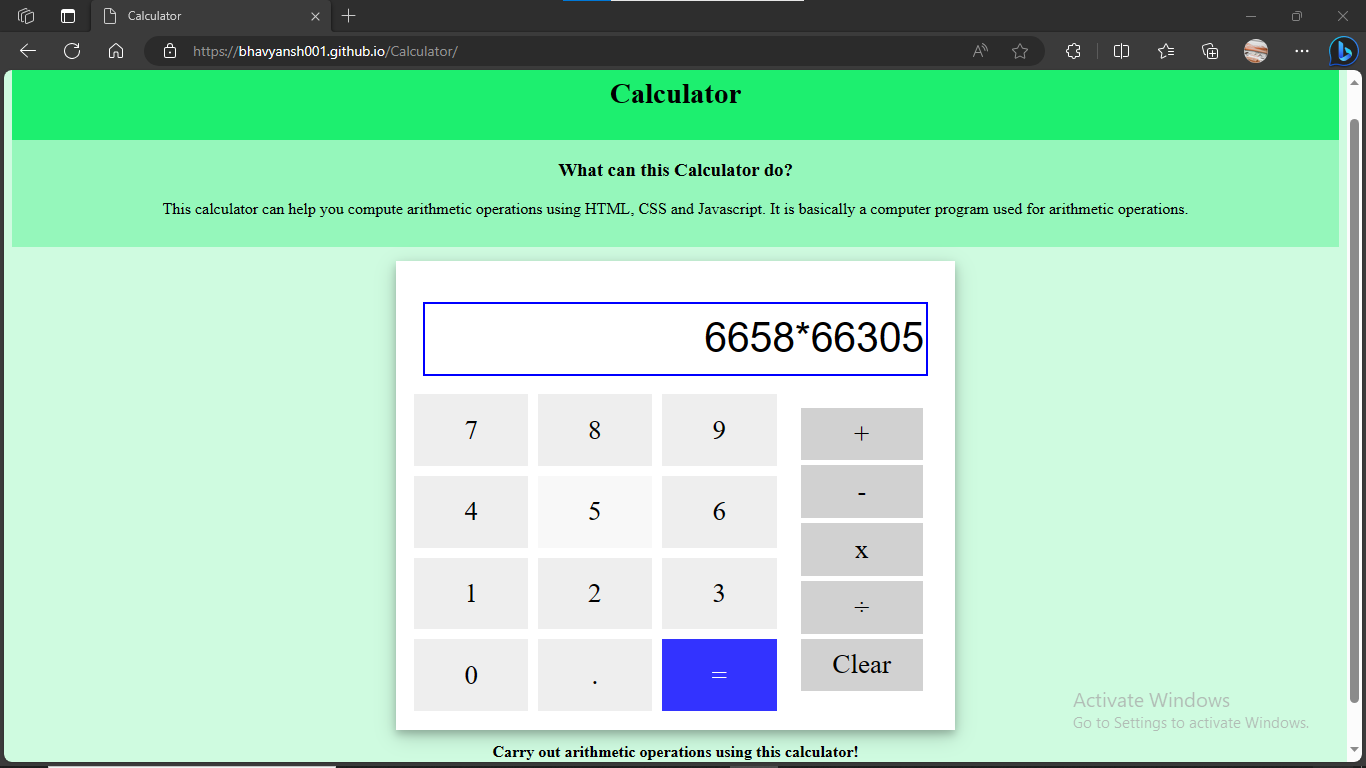 Calculator
https://bhavyansh001.github.io/Calculator/
Calculator
What can this Calculator do?
This calculator can help you compute arithmetic operations using HTML, CSS and Javascript. It is basically a computer program used for arithmetic operations.
6658*66305
7 8 9 +
4 5 6 -
1 2 3 x
÷
0 . = Clear
Activate Windows
Go to Settings to activate Windows.
Carry out arithmetic operations using this calculator!